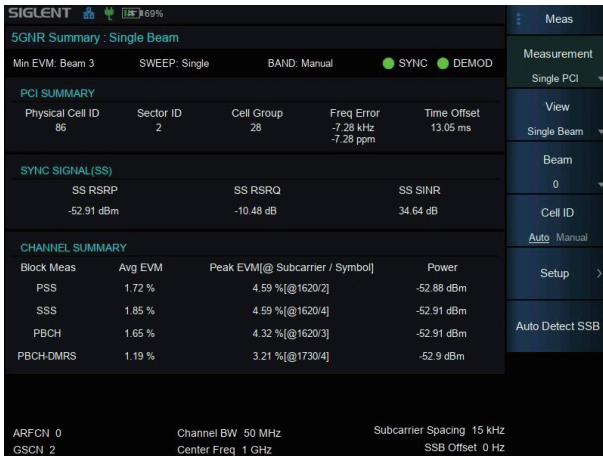 SIGLENT 69%
Meas
5GNR Summary : Single Beam
Min EVM: Beam 3 SWEEP: Single BAND: Manual SYNC DEMOD
PCI SUMMARY
Physical Cell ID Sector ID Cell Group Freq Error Time Offset
86 2 28 -7.28 kHz 13.05 ms
-7.28 ppm
SYNC SIGNAL(SS)
SS RSRP SS RSRQ SS SINR
-52.91 dBm -10.48 dB 34.64 dB
CHANNEL SUMMARY
Block Meas Avg EVM Peak EVM[@ Subcarrier / Symbol] Power
PSS 1.72 % 4.59 %[@1620/2] -52.88 dBm
SSS 1.85 % 4.59 %[@1620/4] -52.91 dBm
PBCH 1.65 % 4.32 %[@1620/3] -52.91 dBm
PBCH-DMRS 1.19 % 3.21 %[@1730/4] -52.9 dBm
ARFCN 0 Channel BW 50 MHz Subcarrier Spacing 15 kHz
GSCN 2 Center Freq 1 GHz SSB Offset 0 Hz
Measurement
Single PCI
View
Single Beam
Beam
0
Cell ID
Auto Manual
Setup
Auto Detect SSB